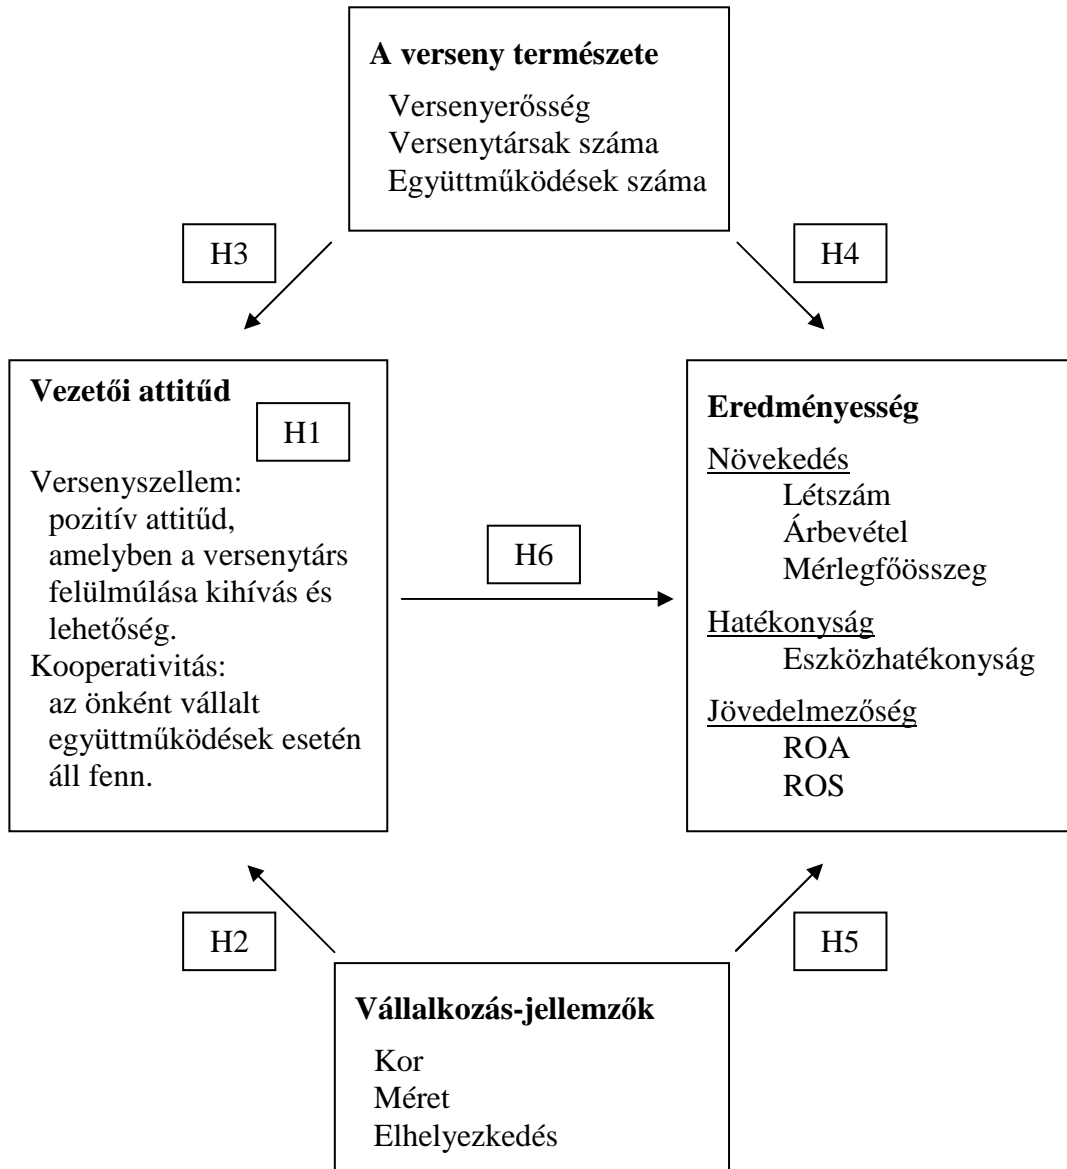 A verseny természete
Versenyerősség
Versenytársak száma
Együttműködések száma
H3
H4
Vezetői attitűd
H1
Versenyszellem:
pozitív attitűd,
amelyben a versenytárs
felülmúlása kihívás és
lehetőség.
Kooperativitás:
az önként vállalt
együttműködések esetén
áll fenn.
H6
Eredményesség
Növekedés
Létszám
Árbevétel
Mérlegfőösszeg
Hatékonyság
Eszközhatékonyság
Jövedelmezőség
ROA
ROS
H2
H5
Vállalkozás-jellemzők
Kor
Méret
Elhelyezkedés